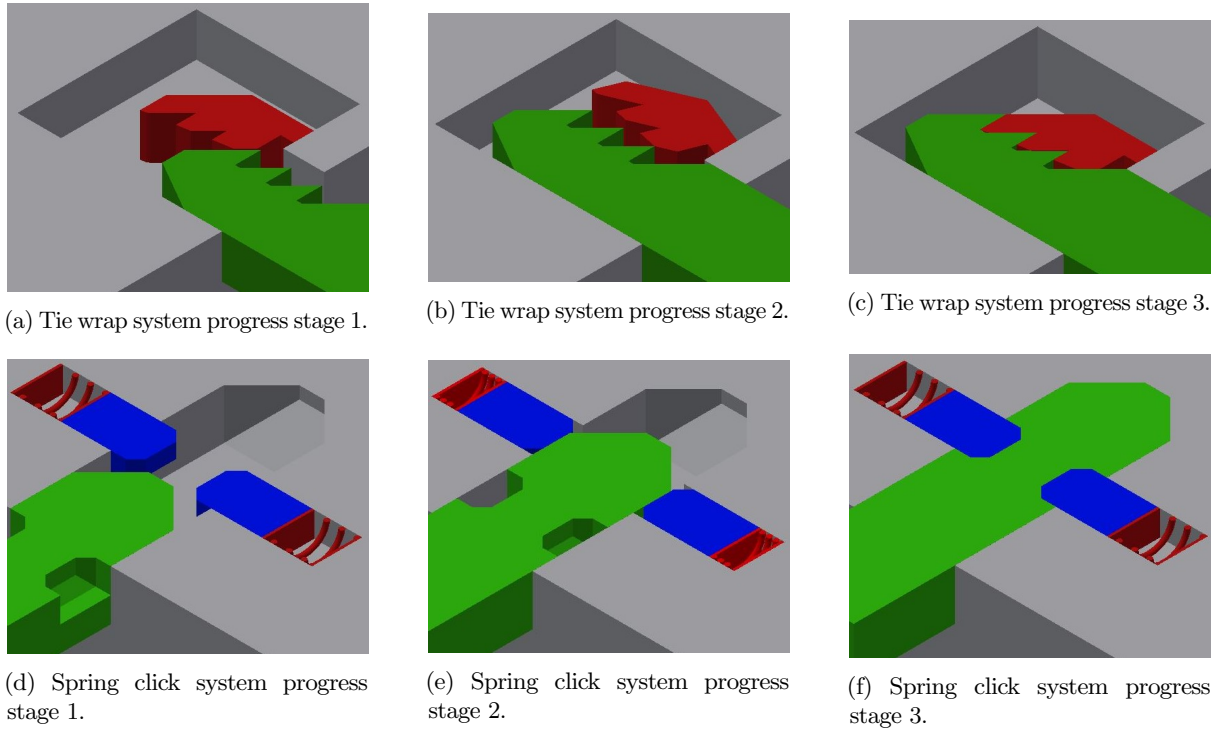 (a) Tie wrap system progress stage 1.
(b) Tie wrap system progress stage 2.
(c) Tie wrap system progress stage 3.
(d) Spring click system progress
stage 1.
(e) Spring click system progress
stage 2.
(f) Spring click system progress
stage 3.